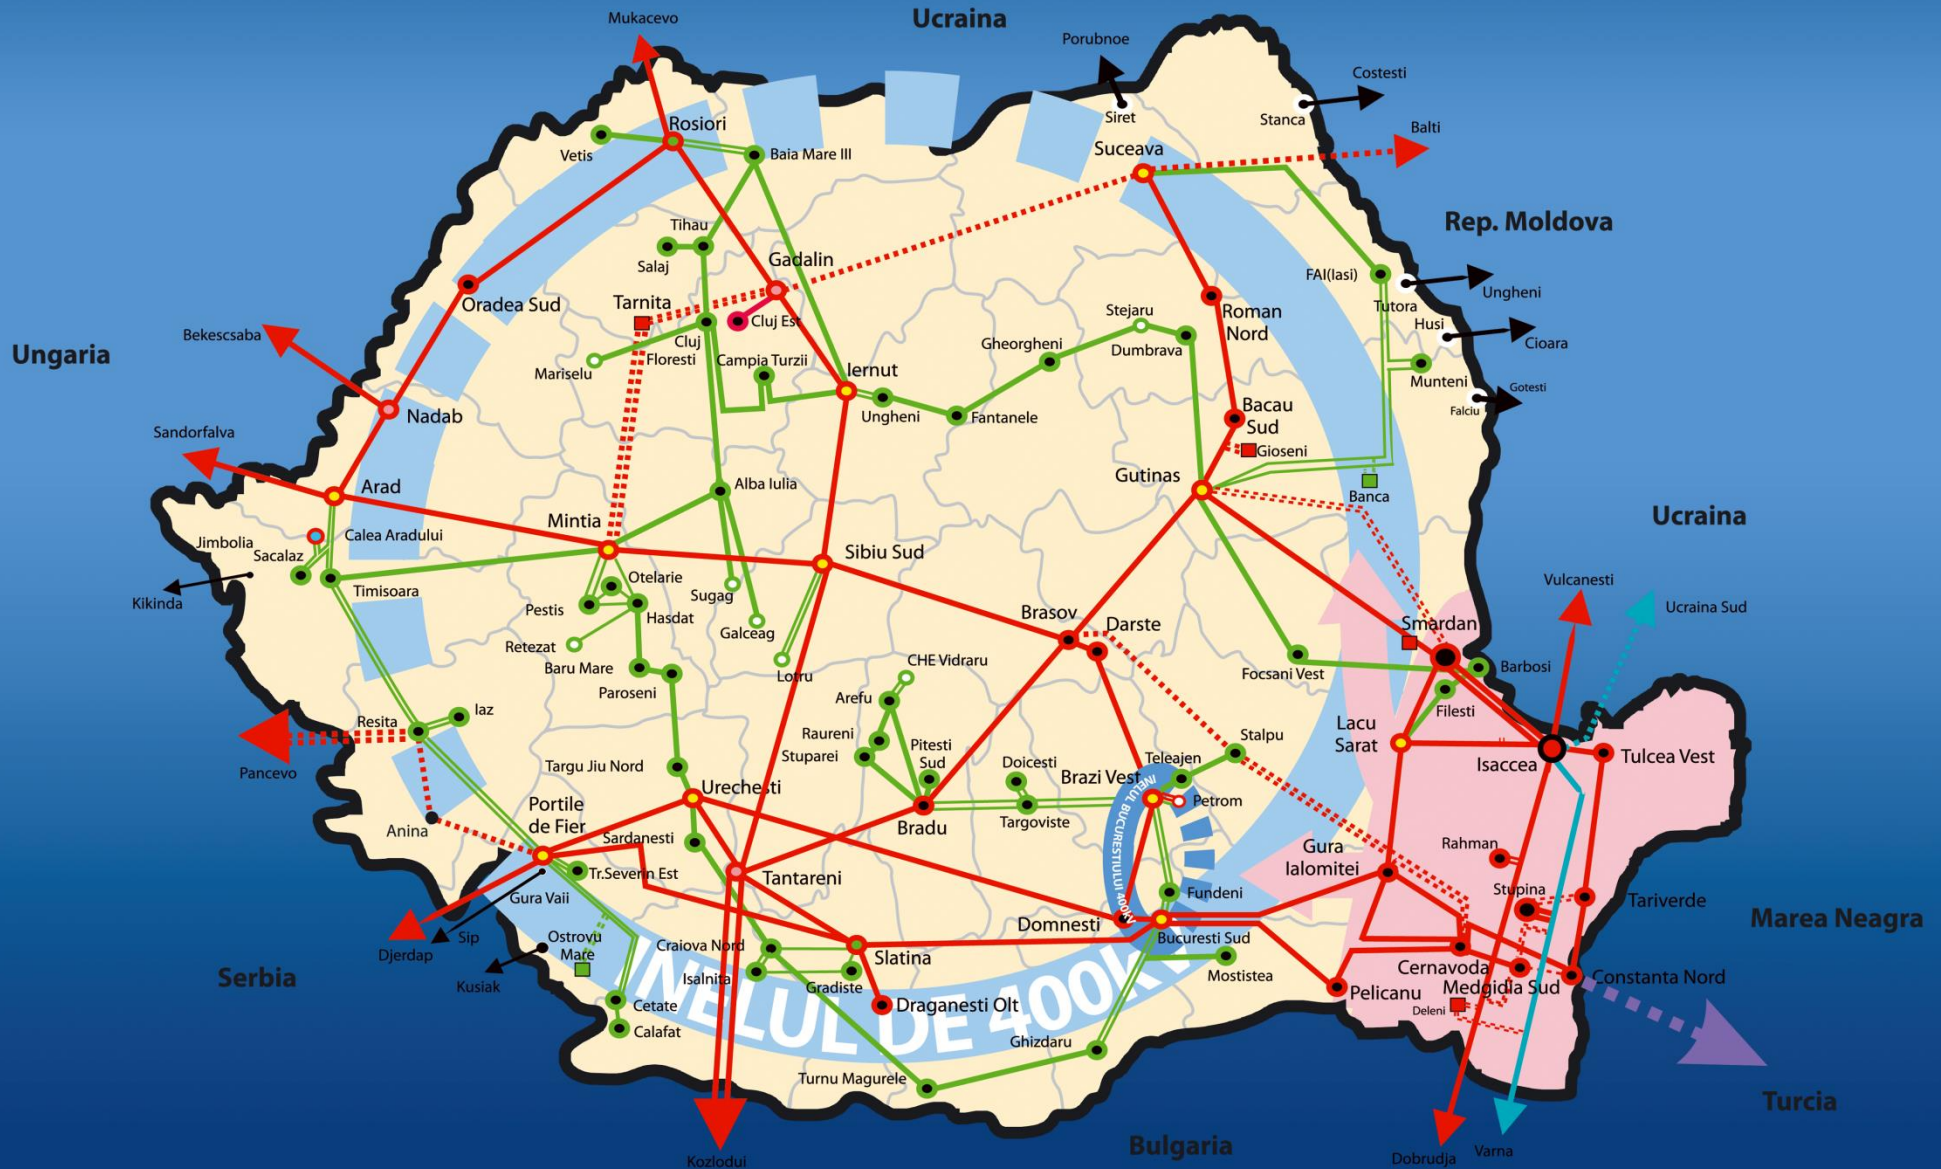 Mukacevo
Ucraina
Porubnoe
Costesti
Siret
Stanca
Balti
Rosiori
Vetis
Baia Mare III
Suceava
Rep. Moldova
Tihau
Salaj
Gadalin
FAI(Iasi)
Ungheni
Tutora
Oradea Sud
Tarnita
Cluj Est
Stejaru
Roman
Nord
Husi
Cioara
Bekescsaba
Ungaria
Cluj
Floresti
Mariselu
Campia Turzii
Gheorgheni
Dumbrava
Iernut
Munteni
Gotesti
Falciu
Nadab
Ungheni
Fantanele
Bacau
Sud
Gioseni
Sandorfalva
Arad
Alba Iulia
Gutinas
Banca
Mintia
Ucraina
Jimbolia
Calea Aradului
Sacalaz
Sibiu Sud
Kikinda
Timisoara
Otelarie
Pestis
Hasdat
Sugag
Galceag
Vulcanesti
Ucraina Sud
Brasov
Darste
Smardan
Retezat
Baru Mare
Paroseni
Lotru
CHE Vidraru
Focsani Vest
Barbosi
Arefu
Filesti
Resita
Iaz
Raureni
Stuparei
Pitesti
Sud
Lacu
Sarat
Stalpu
Pancevo
Targu Jiu Nord
Doicesti
Teleajen
Brazi Vest
Isaccea
Tulcea Vest
Urechesti
Petrom
Portile
de Fier
Anina
Sardanesti
Bradu
Targoviste
INELUL BUCURESTIULUI 400KV
Gura
Ialomitei
Rahman
Tr.Severin Est
Tantareni
Fundeni
Stupina
Tariverde
Gura Vaii
Domnesti
Marea Neagra
Sip
Djerdap
Ostrovu
Mare
Craiova Nord
Slatina
Bucuresti Sud
Mostistea
Serbia
Kusiak
Isalnita
Gradiste
Cernavoda
Medgidia Sud
Constanta Nord
Pelicanu
Deleni
Cetate
Calafat
Draganesti Olt
INELUL DE 400KV
Ghizdaru
Turnu Magurele
Turcia
Bulgaria
Kozlodui
Dobrudja
Varna